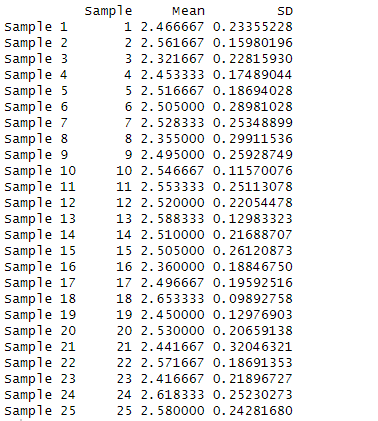 Sample Mean SD
Sample 1 1 2.466667 0.23355228
Sample 2 2 2.561667 0.15980196
Sample 3 3 2.321667 0.22815930
Sample 4 4 2.453333 0.17489044
Sample 5 5 2.516667 0.18694028
Sample 6 6 2.505000 0.28981028
Sample 7 7 2.528333 0.25348899
Sample 8 8 2.355000 0.29911536
Sample 9 9 2.495000 0.25928749
Sample 10 10 2.546667 0.11570076
Sample 11 11 2.553333 0.25113078
Sample 12 12 2.520000 0.22054478
Sample 13 13 2.588333 0.12983323
Sample 14 14 2.510000 0.21688707
Sample 15 15 2.505000 0.26120873
Sample 16 16 2.360000 0.18846750
Sample 17 17 2.496667 0.19592516
Sample 18 18 2.653333 0.09892758
Sample 19 19 2.450000 0.12976903
Sample 20 20 2.530000 0.20659138
Sample 21 21 2.441667 0.32046321
Sample 22 22 2.571667 0.18691353
Sample 23 23 2.416667 0.21896727
Sample 24 24 2.618333 0.25230273
Sample 25 25 2.580000 0.24281680